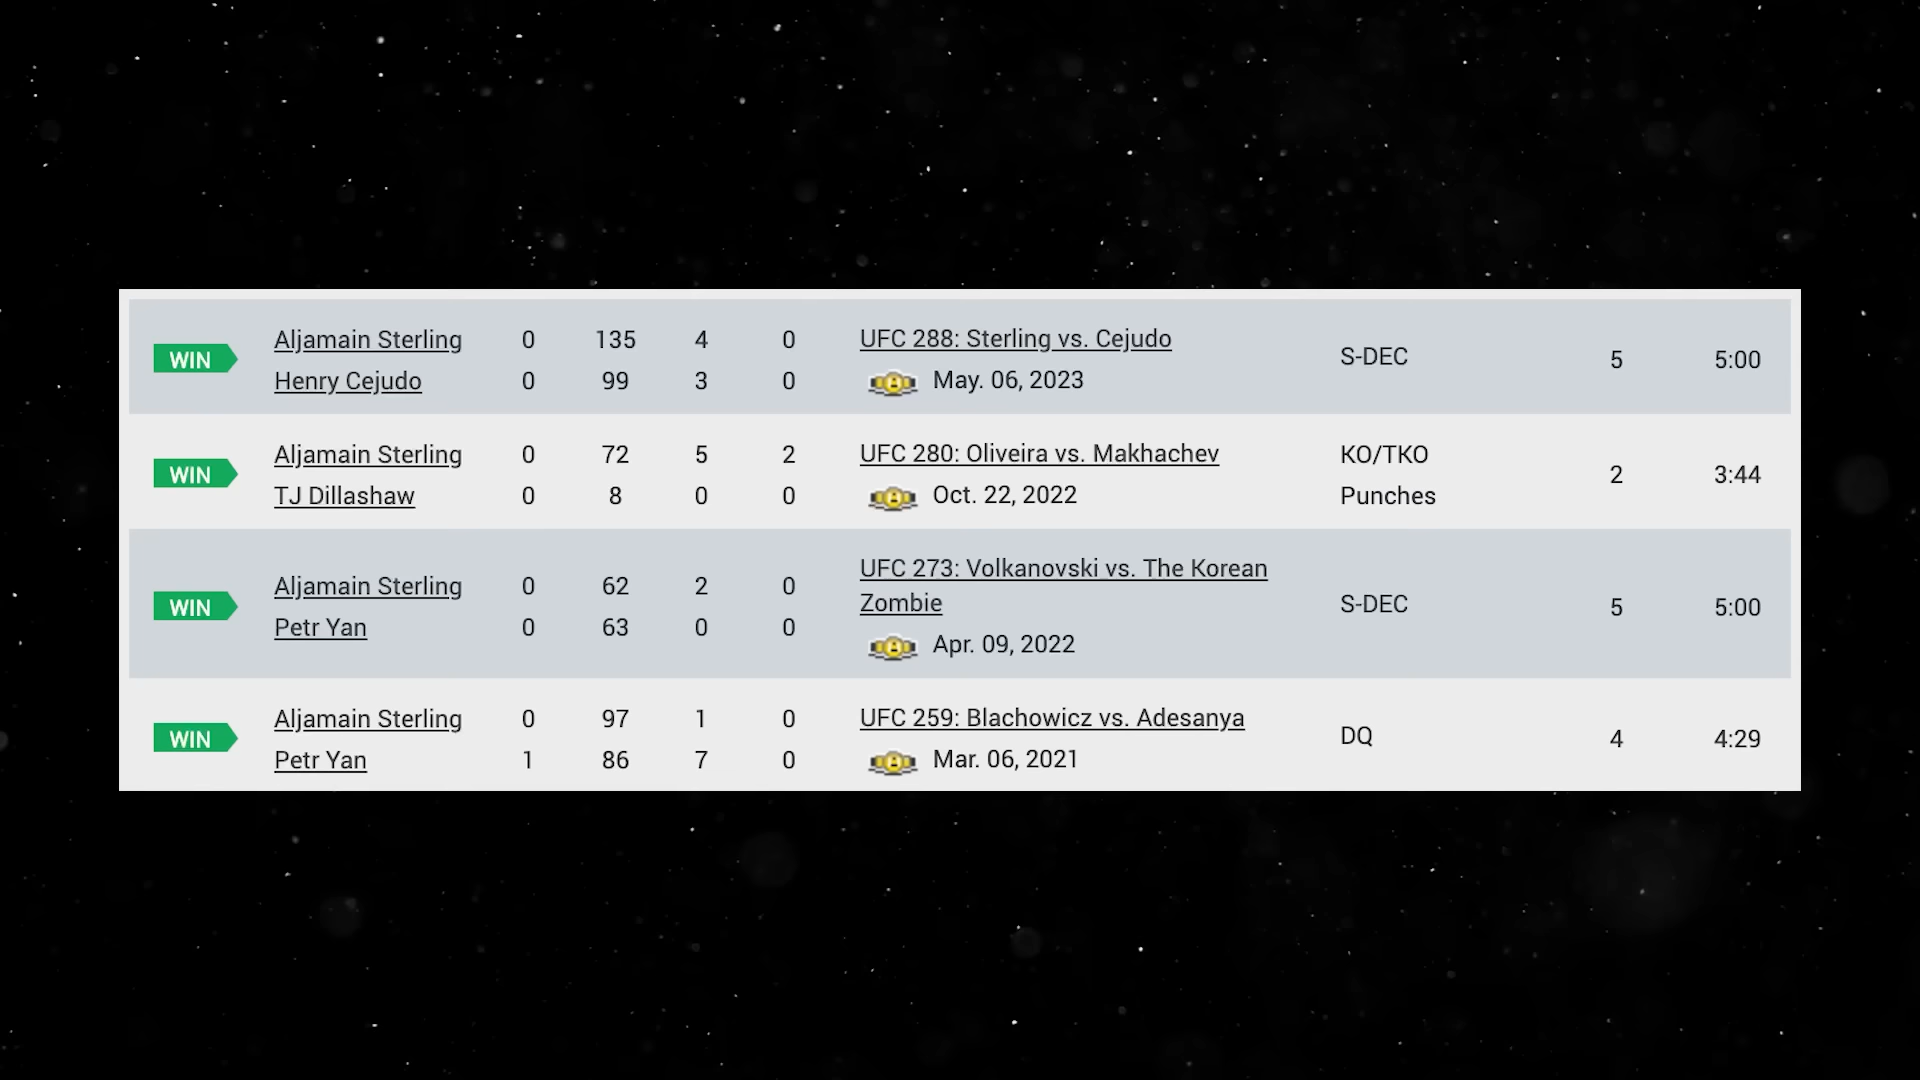 WIN Aljamain Sterling 0 135 4 0 UFC 288: Sterling vs. Cejudo S-DEC 5 5:00
Henry Cejudo 0 99 3 0 May. 06, 2023
WIN Aljamain Sterling 0 72 5 2 UFC 280: Oliveira vs. Makhachev KO/TKO 2 3:44
TJ Dillashaw 0 8 0 0 Oct. 22, 2022 Punches
WIN Aljamain Sterling 0 62 2 0 UFC 273: Volkanovski vs. The Korean S-DEC 5 5:00
Zombie
Petr Yan 0 63 0 0 Apr. 09, 2022
WIN Aljamain Sterling 0 97 1 0 UFC 259: Blachowicz vs. Adesanya DQ 4 4:29
Petr Yan 1 86 7 0 Mar. 06, 2021